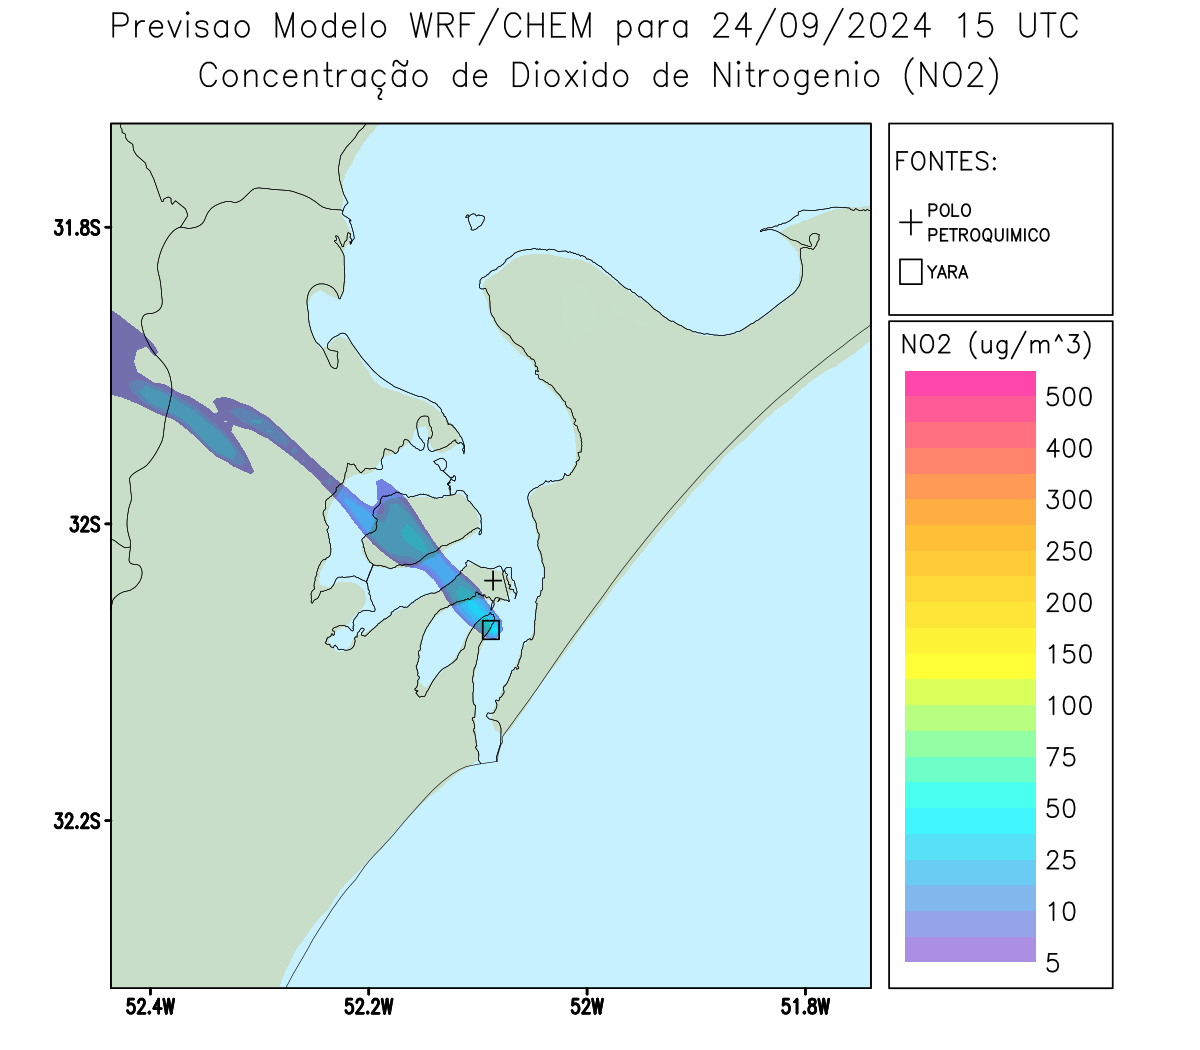 Previsao Modelo WRF/CHEM para 24/09/2024 15 UTC
Concentração de Dioxido de Nitrogenio (NO2)
FONTES:
POLO
PETROQUIMICO
YARA
NO2 (ug/m^3)
500
400
300
250
200
150
100
75
50
25
10
5
31.8S
32S
32.2S
52.4W
52.2W
52W
51.8W